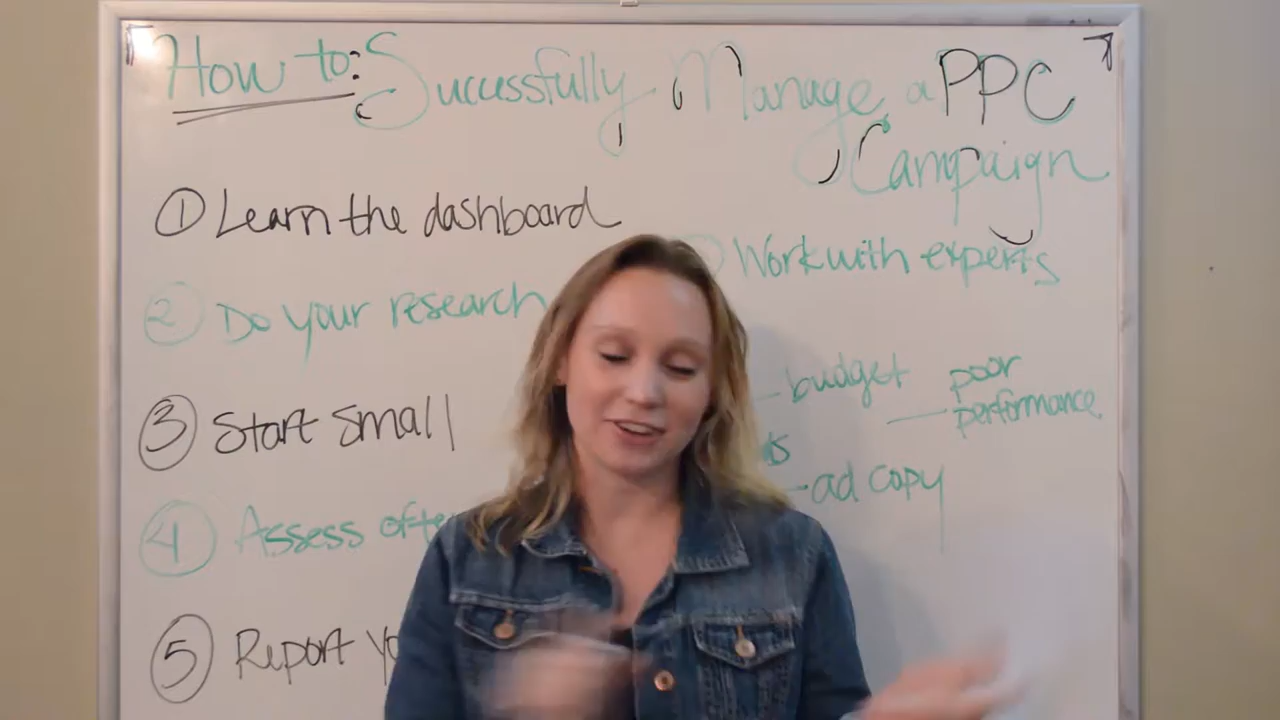 How to: Successfully Manage a PPC
Campaign
① Learn the dashboard
② Do your research
③ Start small
④ Assess
⑤ Report
Work with experts
- budget
- poor
performance
- ad copy